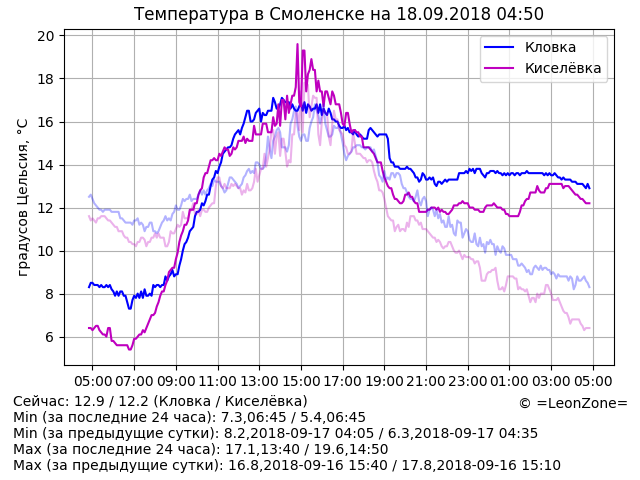 Температура в Смоленске на 18.09.2018 04:50
20
18
16
14
12
10
8
6
градусов Цельсия, °C
Кловка
Киселёвка
05:00 07:00 09:00 11:00 13:00 15:00 17:00 19:00 21:00 23:00 01:00 03:00 05:00
Сейчас: 12.9 / 12.2 (Кловка / Киселёвка)
© =LeonZone=
Min (за последние 24 часа): 7.3,06:45 / 5.4,06:45
Min (за предыдущие сутки): 8.2,2018-09-17 04:05 / 6.3,2018-09-17 04:35
Max (за последние 24 часа): 17.1,13:40 / 19.6,14:50
Max (за предыдущие сутки): 16.8,2018-09-16 15:40 / 17.8,2018-09-16 15:10